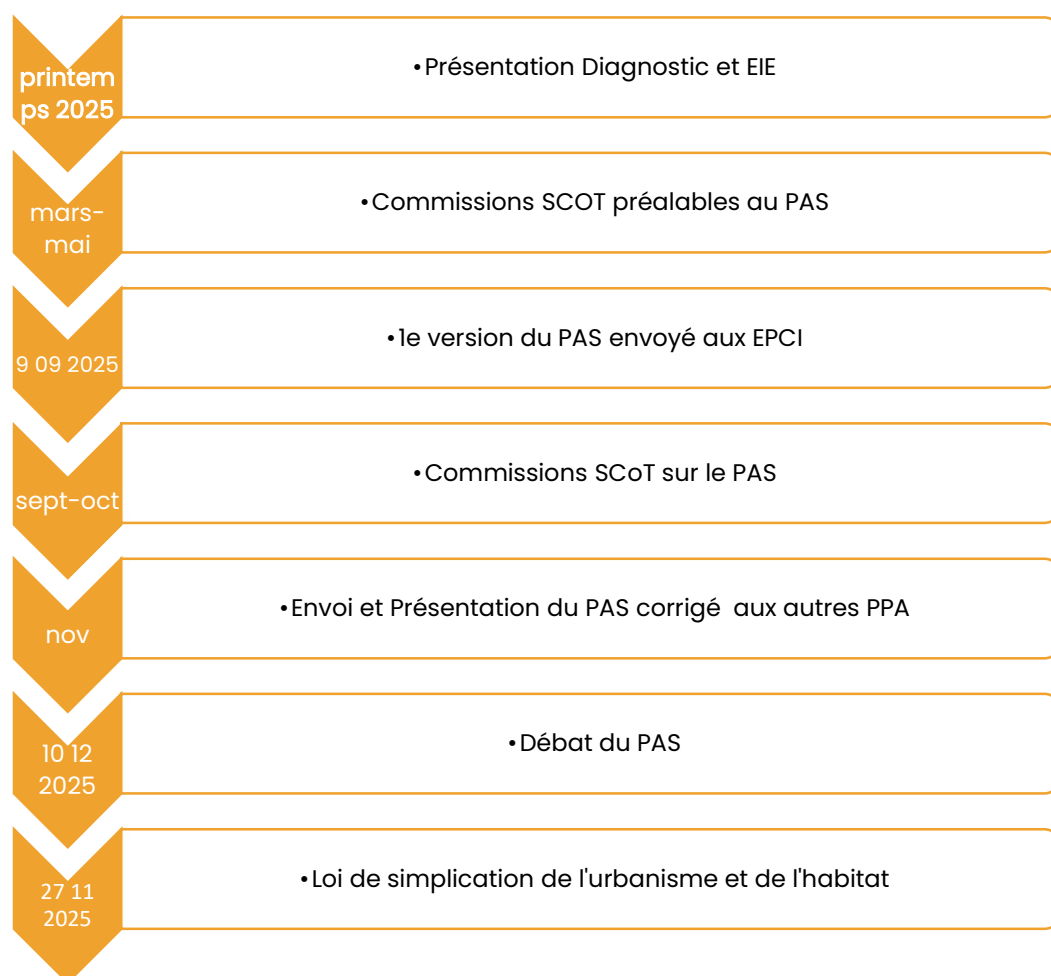 printem
ps 2025
•Présentation Diagnostic et EIE
mars-
mai
•Commissions SCOT préalables au PAS
9 09 2025
•1e version du PAS envoyé aux EPCI
sept-oct
•Commissions SCoT sur le PAS
nov
•Envoi et Présentation du PAS corrigé aux autres PPA
10 12
2025
•Débat du PAS
27 11
2025
•Loi de simplication de l'urbanisme et de l'habitat